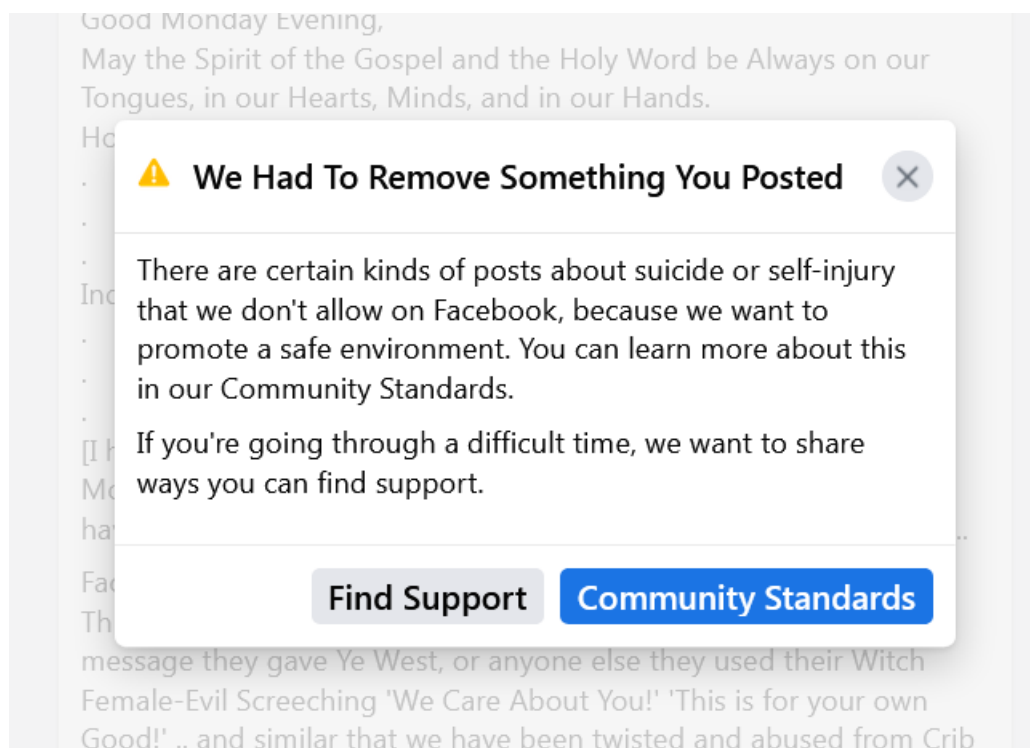 Good Monday Evening,
May the Spirit of the Gospel and the Holy Word be Always on our
Tongues, in our Hearts, Minds, and in our Hands.
.
We Had To Remove Something You Posted
.
.
There are certain kinds of posts about suicide or self-injury
that we don't allow on Facebook, because we want to
.
promote a safe environment. You can learn more about this
.
in our Community Standards.
.
[I
If you're going through a difficult time, we want to share
ways you can find support.
..
Find Support
Community Standards
message they gave Ye West, or anyone else they used their Witch
Female-Evil Screeching 'We Care About You!' 'This is for your own
Good!' .. and similar that we have been twisted and abused from Crib